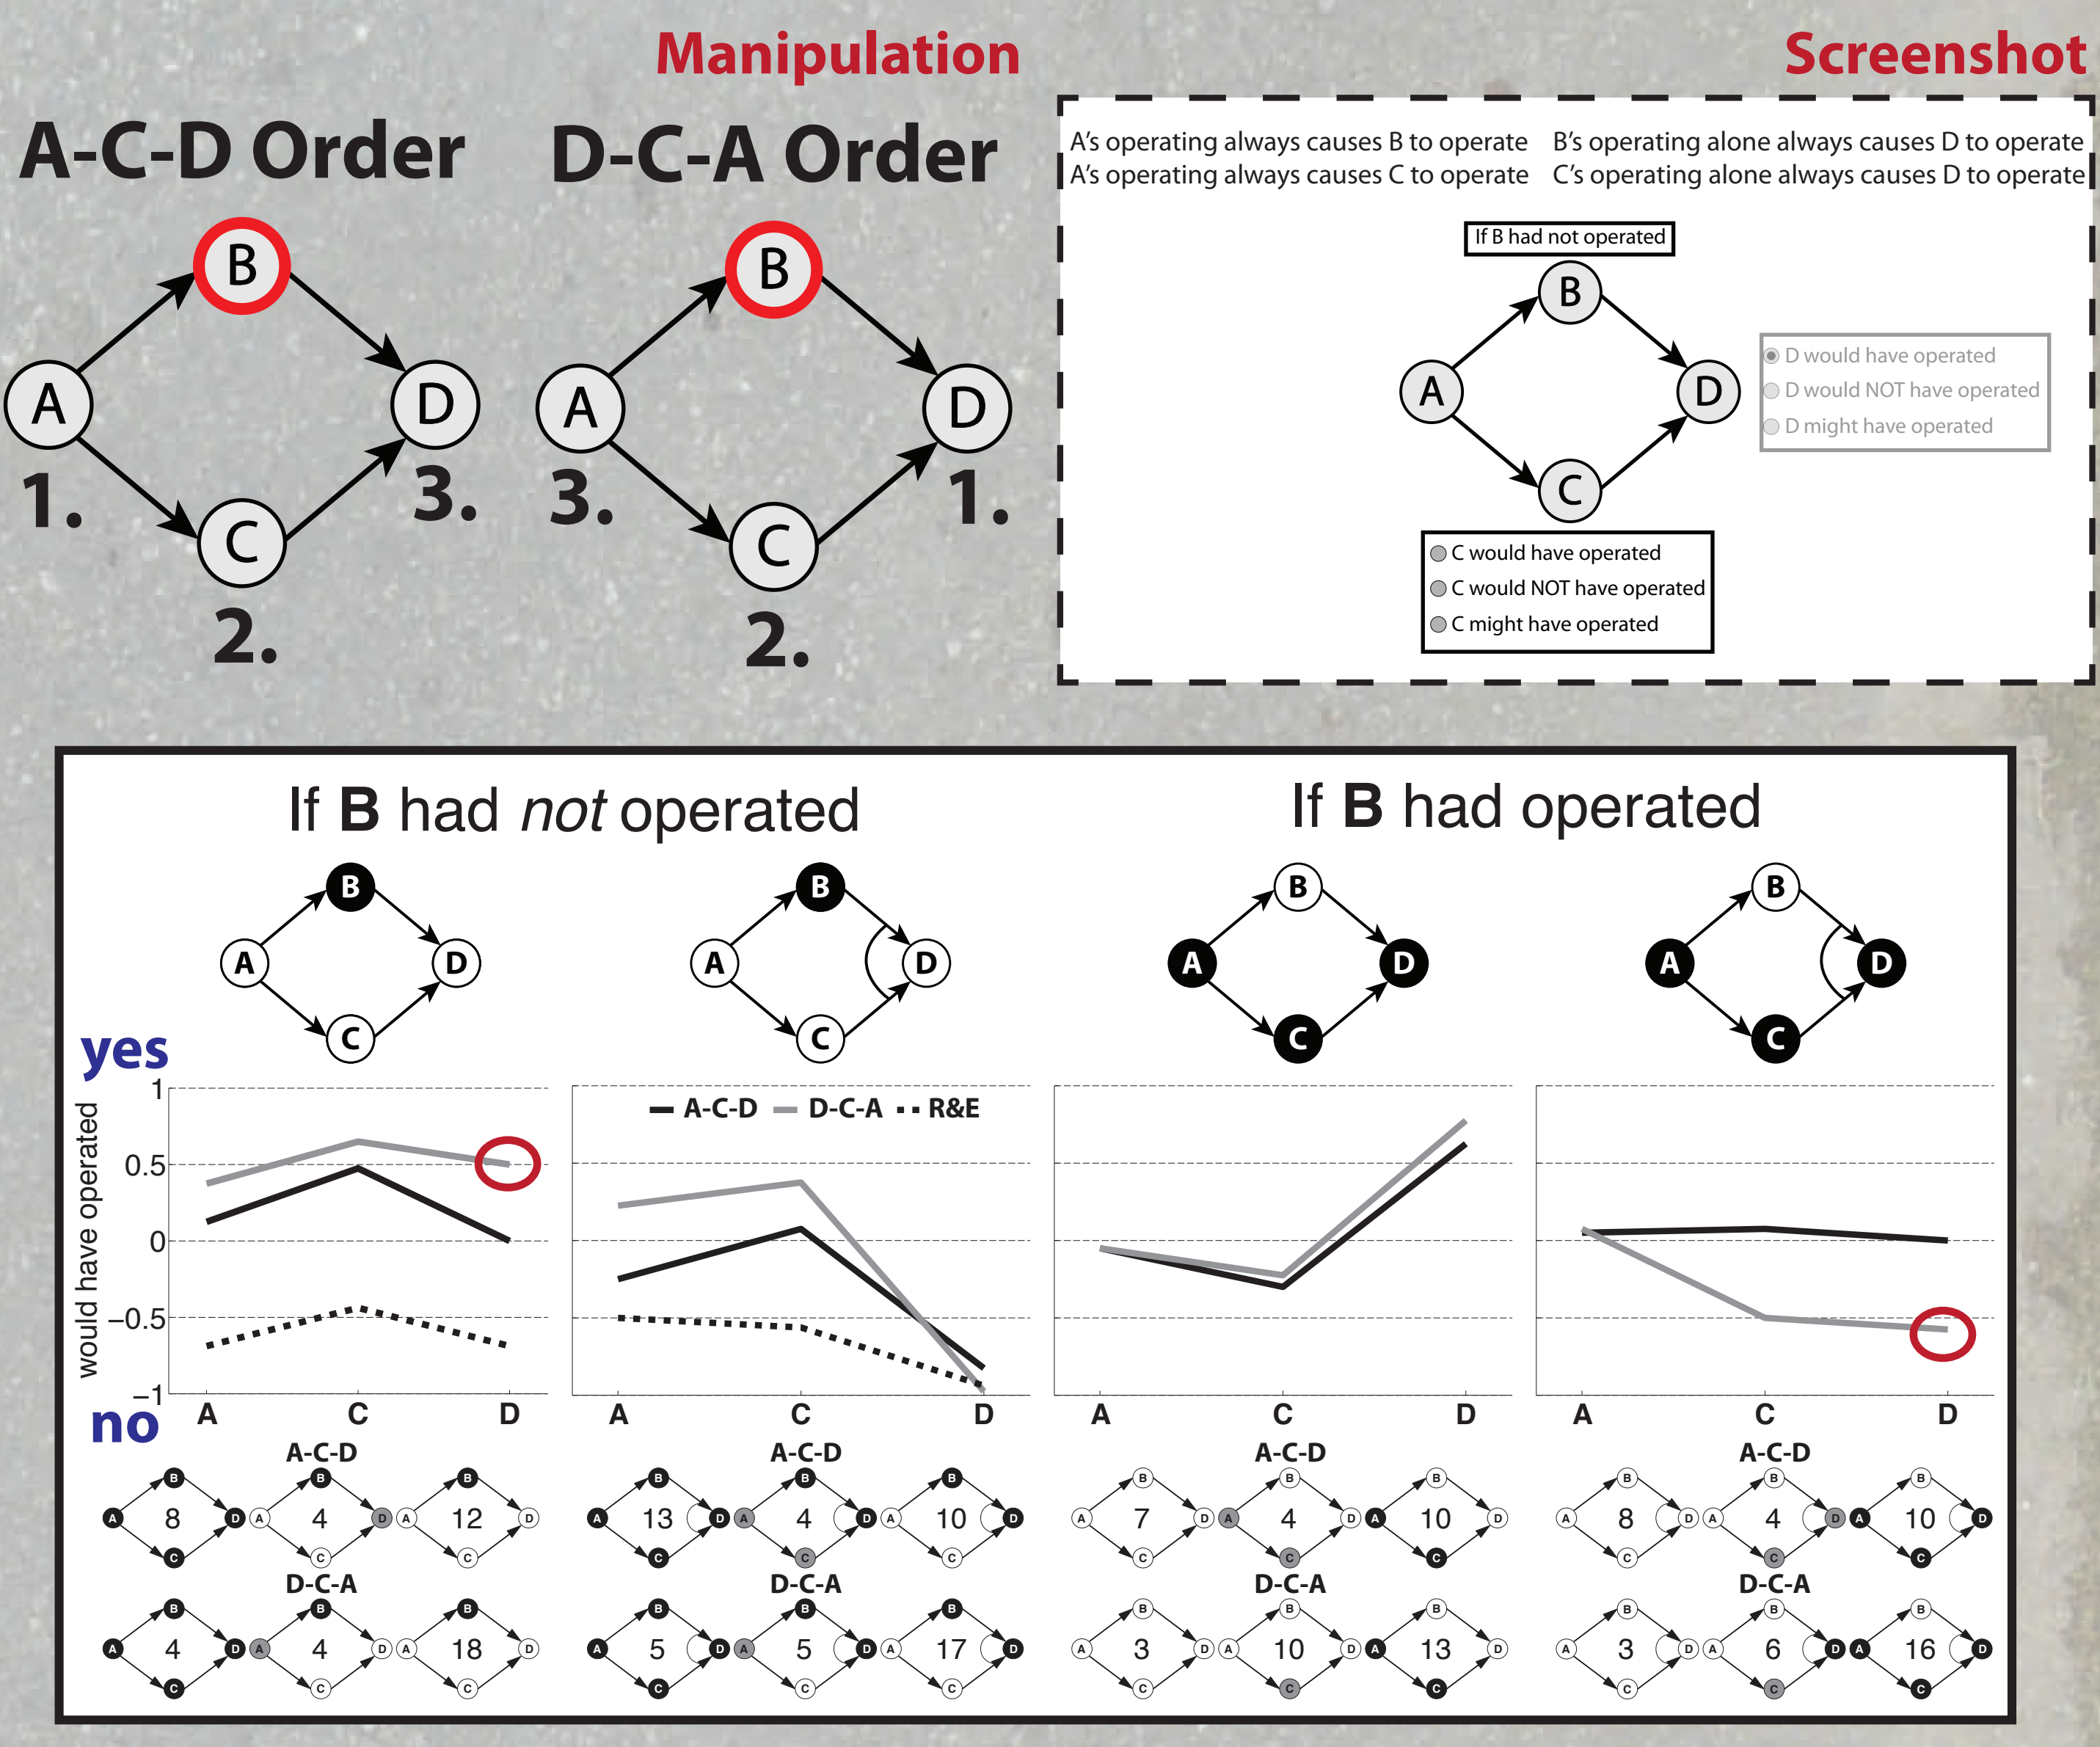 Manipulation
Screenshot
A-C-D Order
D-C-A Order
B
A
D
C
1.
2.
3.
B
A
D
C
3.
2.
1.
A's operating always causes B to operate
B's operating alone always causes D to operate
A's operating always causes C to operate
C's operating alone always causes D to operate
If B had not operated
B
A
D
C
D would have operated
D would NOT have operated
D might have operated
C would have operated
C would NOT have operated
C might have operated
If B had not operated
If B had operated
B
A
D
C
B
A
D
C
B
A
D
C
B
A
D
C
yes
would have operated
no
1
0.5
0
−0.5
−1
A-C-D
D-C-A
R&E
A C D
A C D
A C D
A C D
A-C-D
B
A 8 D
C
B
A 4 D
C
B
A 12 D
C
D-C-A
B
A 4 D
C
B
A 4 D
C
B
A 18 D
C
A-C-D
B
A 13 D
C
B
A 4 D
C
B
A 10 D
C
D-C-A
B
A 5 D
C
B
A 5 D
C
B
A 17 D
C
A-C-D
B
A 7 D
C
B
A 4 D
C
B
A 10 D
C
D-C-A
B
A 3 D
C
B
A 10 D
C
B
A 13 D
C
A-C-D
B
A 8 D
C
B
A 4 D
C
B
A 10 D
C
D-C-A
B
A 3 D
C
B
A 6 D
C
B
A 16 D
C